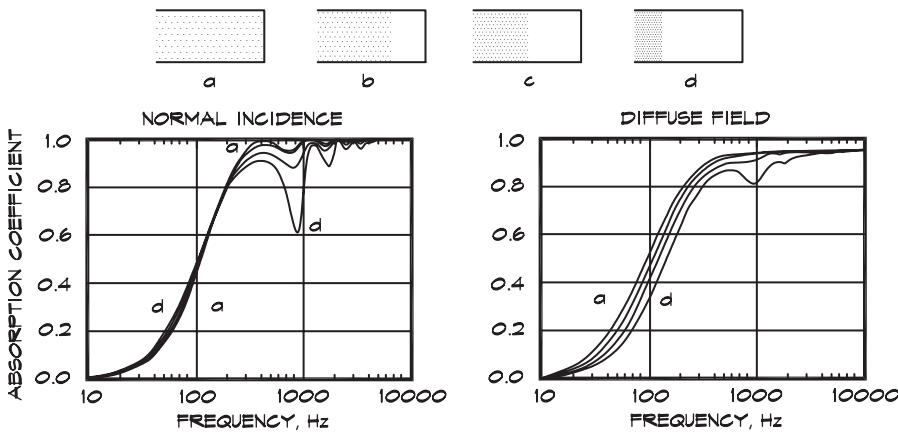 a b c d
NORMAL INCIDENCE DIFFUSE FIELD
ABSORPTION COEFFICIENT
1.0
0.8
0.6
0.4
0.2
0.0
a
d
d a
10 100 1000 10000
FREQUENCY, Hz
1.0
0.8
0.6
0.4
0.2
0.0
a d
10 100 1000 10000
FREQUENCY, Hz